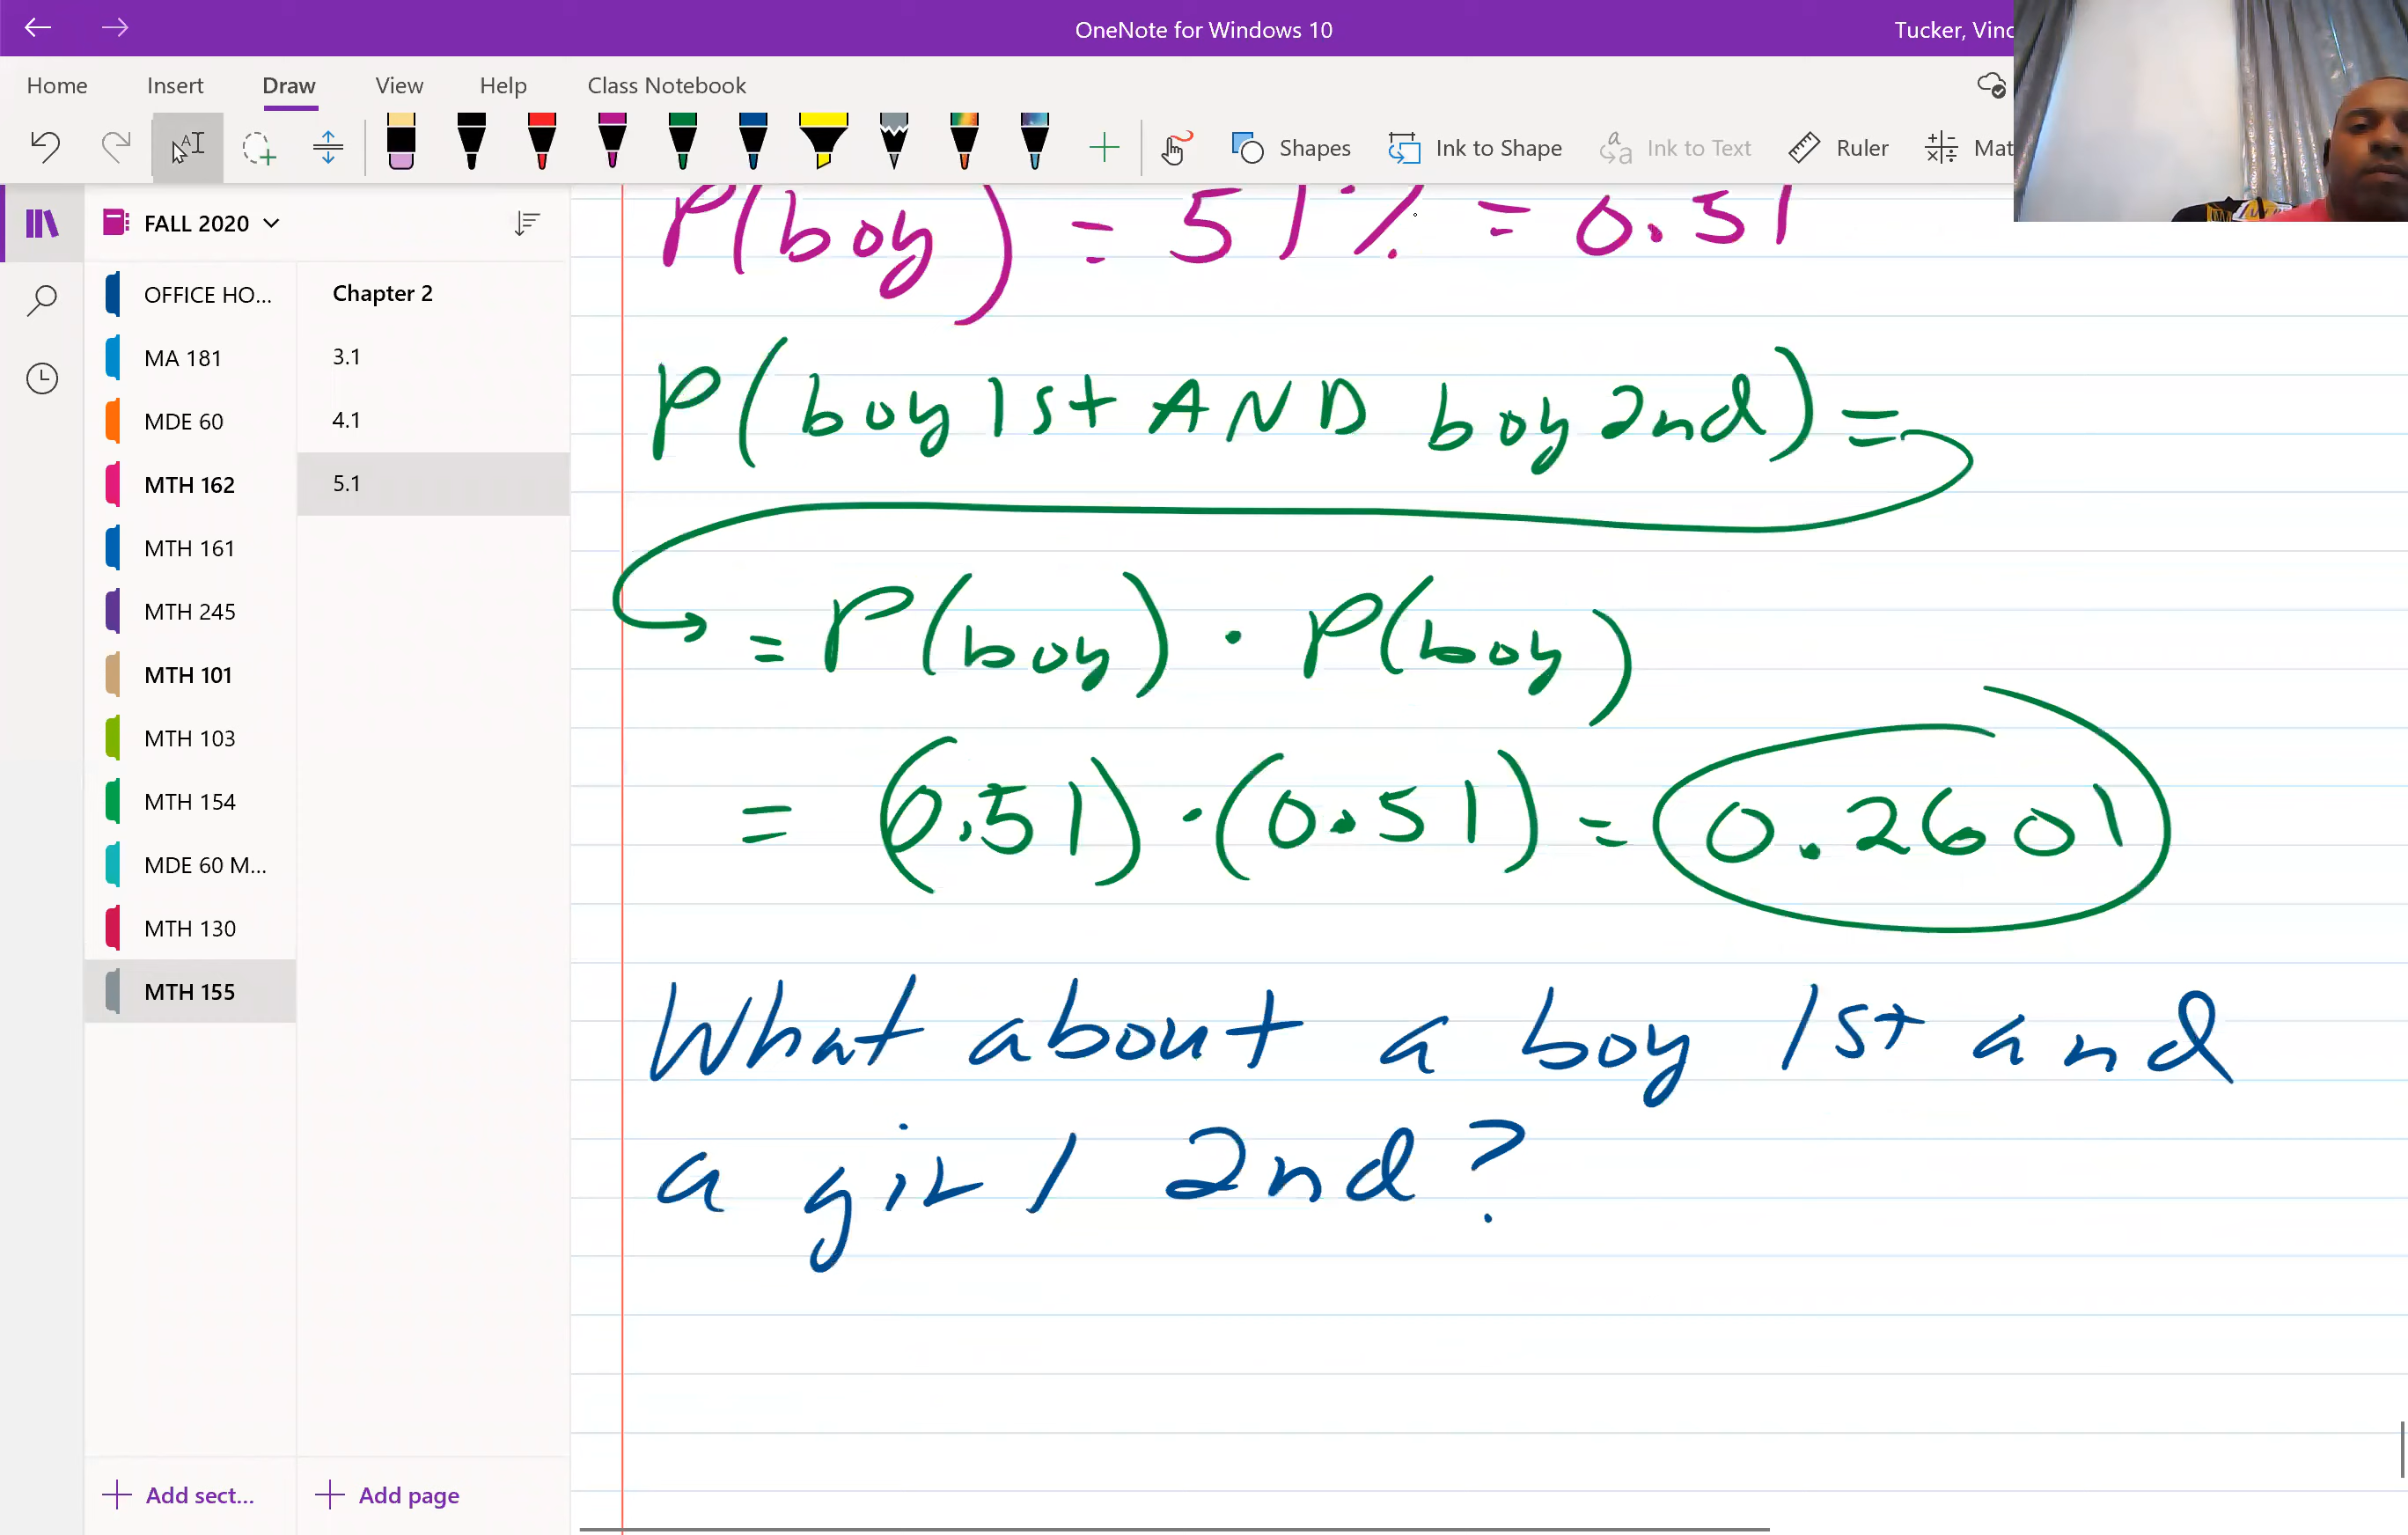 OneNote for Windows 10
Tucker, Vinc
Home Insert Draw View Help Class Notebook
Shapes Ink to Shape Ink to Text Ruler Mat
FALL 2020
OFFICE HO...
MA 181
MDE 60
MTH 162
MTH 161
MTH 245
MTH 101
MTH 103
MTH 154
MDE 60 M...
MTH 130
MTH 155
Add sect...
Chapter 2
3.1
4.1
5.1
Add page
P(boy) = 51% = 0.51
P(boy 1st AND boy 2nd) =
= P(boy) · P(boy)
= (0.51) · (0.51) = 0.2601
What about a boy 1st and
a girl 2nd?